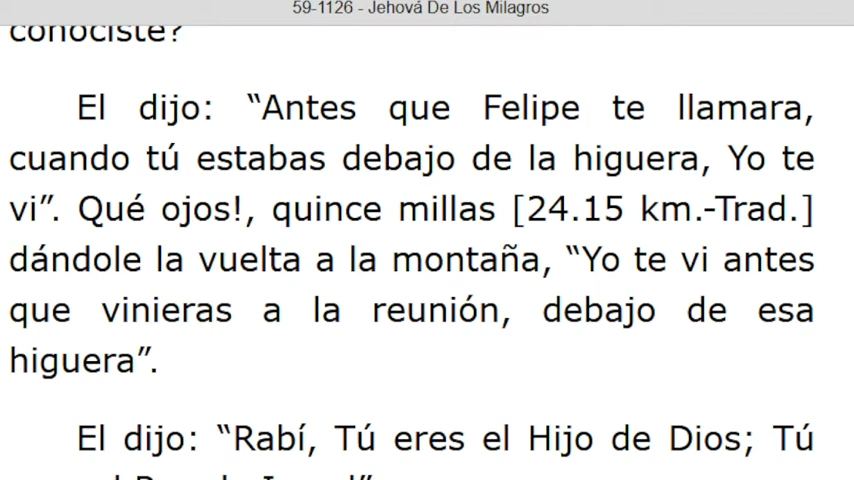 59-1126 - Jehová De Los Milagros
conociste?
El dijo: “Antes que Felipe te llamara,
cuando tú estabas debajo de la higuera, Yo te
vi”. Qué ojos!, quince millas [24.15 km.-Trad.]
dándole la vuelta a la montaña, “Yo te vi antes
que vinieras a la reunión, debajo de esa
higuera”.
El dijo: “Rabí, Tú eres el Hijo de Dios; Tú